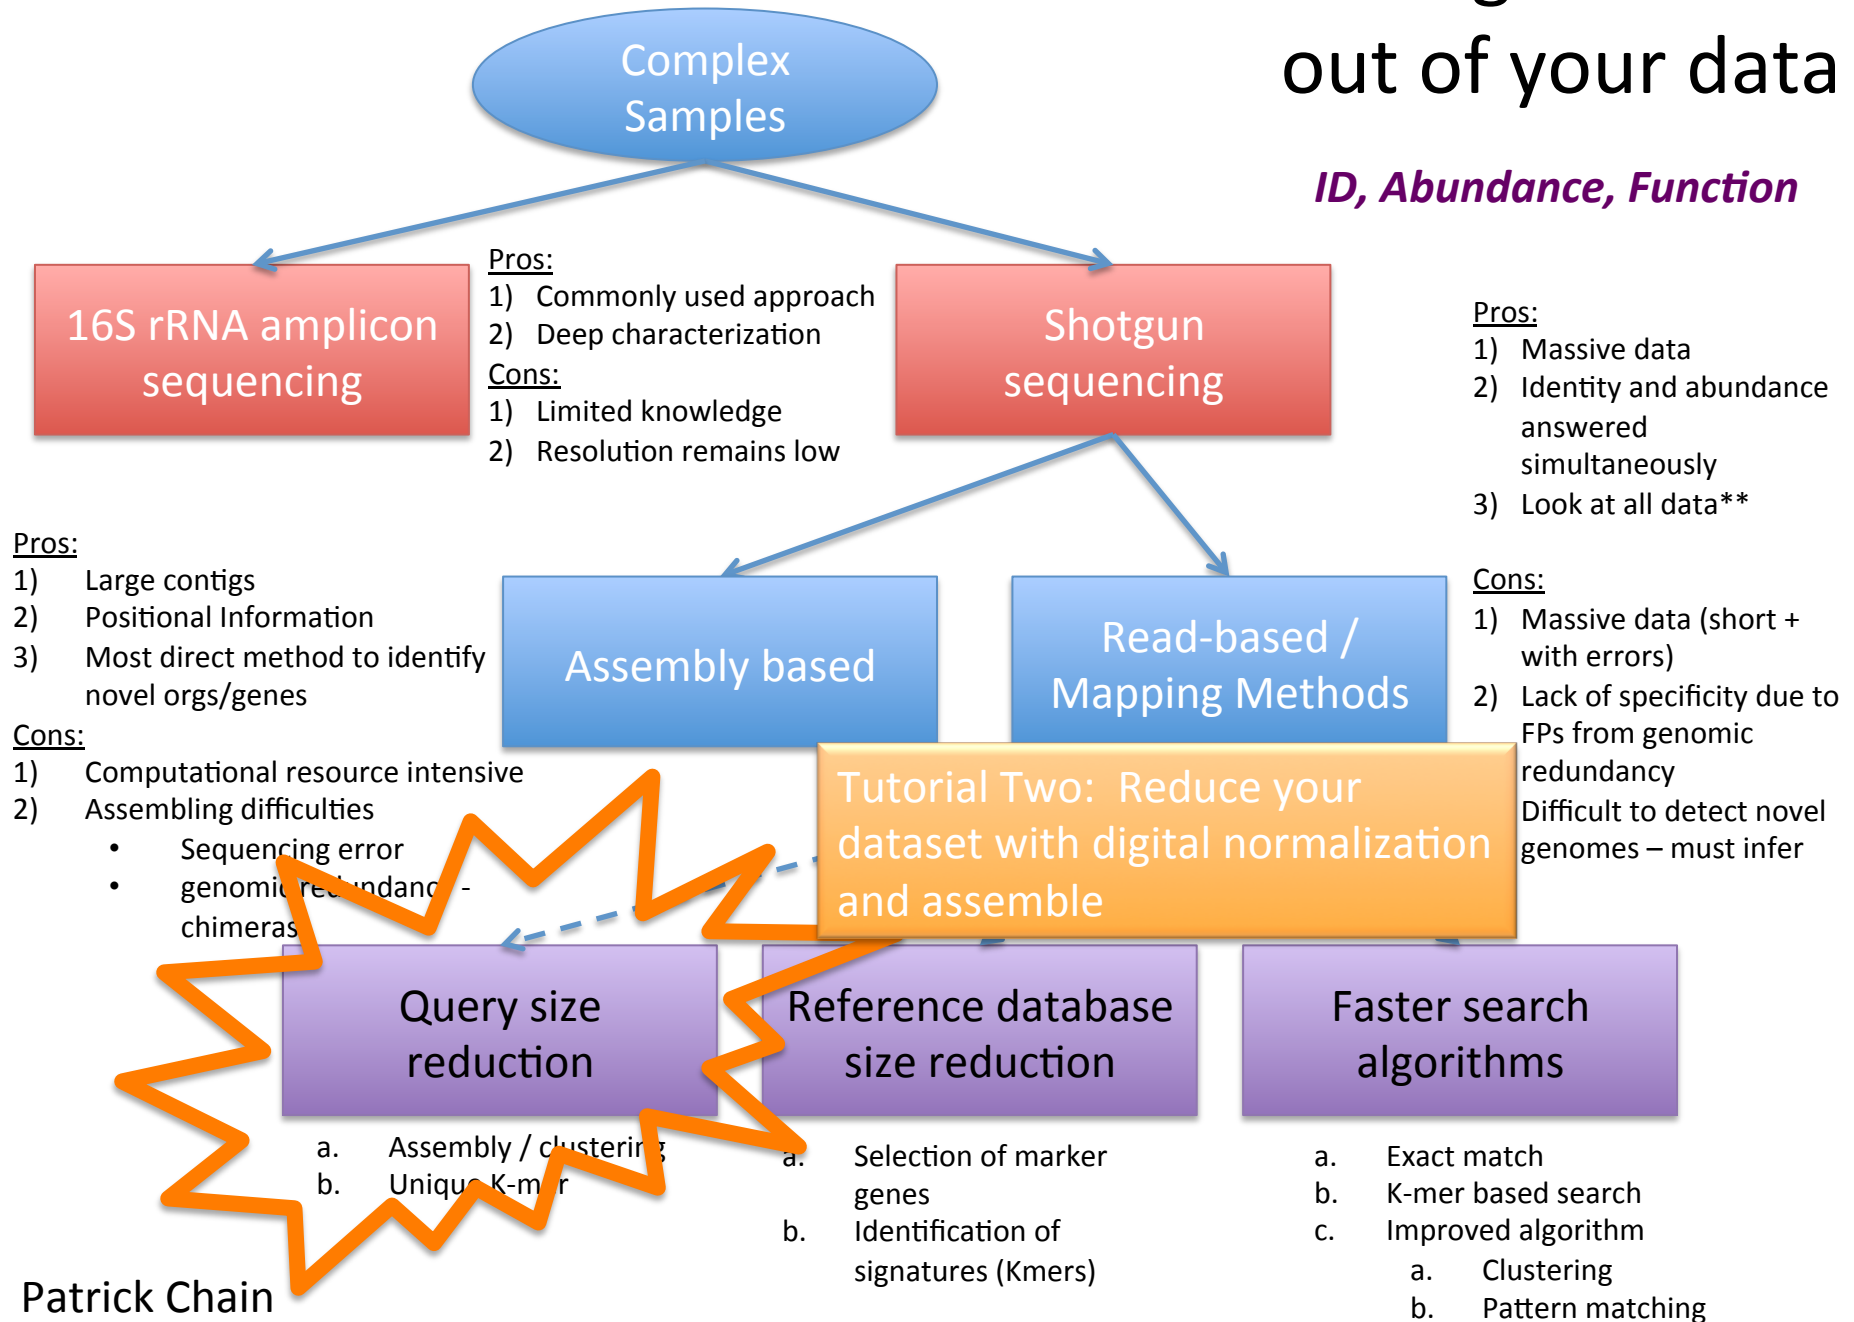 out of your data
ID, Abundance, Function
Complex
Samples
16S rRNA amplicon
sequencing
Pros:
1) Commonly used approach
2) Deep characterization
Cons:
1) Limited knowledge
2) Resolution remains low
Shotgun
sequencing
Pros:
1) Massive data
2) Identity and abundance
answered
simultaneously
3) Look at all data**
Cons:
1) Massive data (short +
with errors)
2) Lack of specificity due to
FPs from genomic
redundancy
Difficult to detect novel
genomes – must infer
Pros:
1) Large contigs
2) Positional Information
3) Most direct method to identify
novel orgs/genes
Cons:
1) Computational resource intensive
2) Assembling difficulties
• Sequencing error
• genomic redundancy -
chimeras
Assembly based
Read-based /
Mapping Methods
Tutorial Two: Reduce your
dataset with digital normalization
and assemble
Query size
reduction
a. Assembly / clustering
b. Unique K-mer
Reference database
size reduction
a. Selection of marker
genes
b. Identification of
signatures (Kmers)
Faster search
algorithms
a. Exact match
b. K-mer based search
c. Improved algorithm
a. Clustering
b. Pattern matching
Patrick Chain